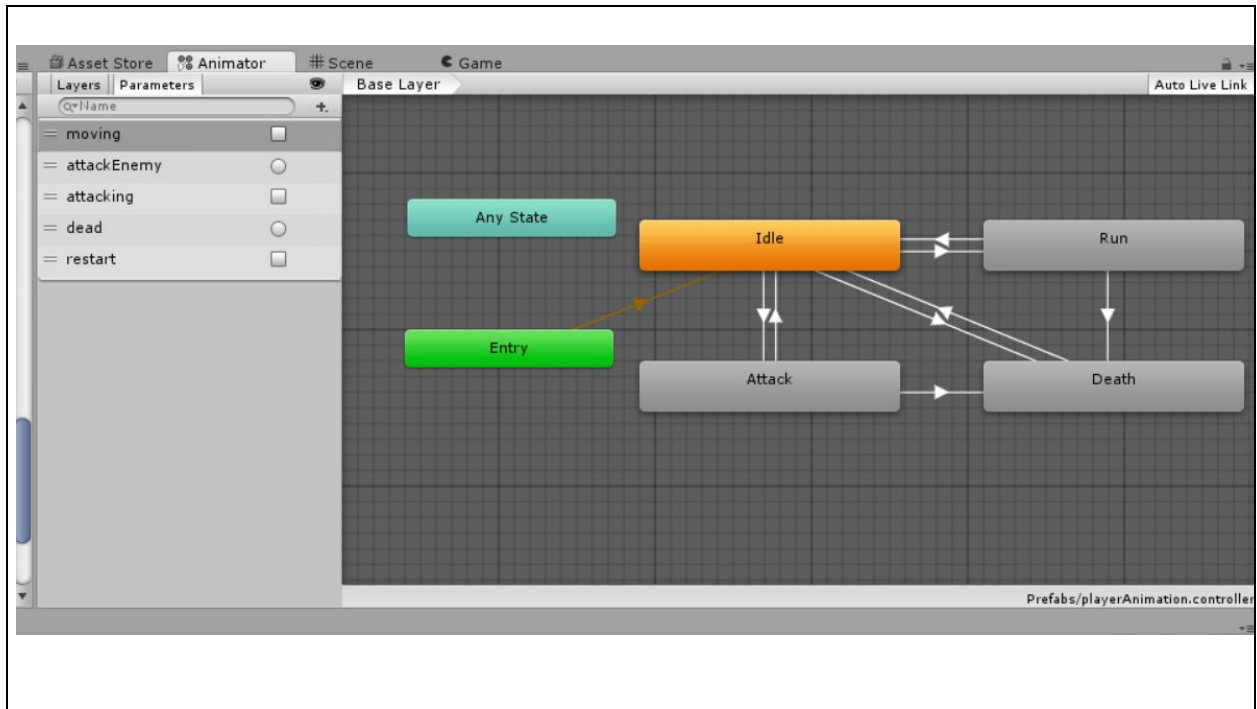 Asset Store Animator Scene Game
Layers Parameters Base Layer Auto Live Link
Name
moving
attackEnemy
attacking
dead
restart
Any State
Idle Run
Entry
Attack Death
Prefabs/playerAnimation.controller